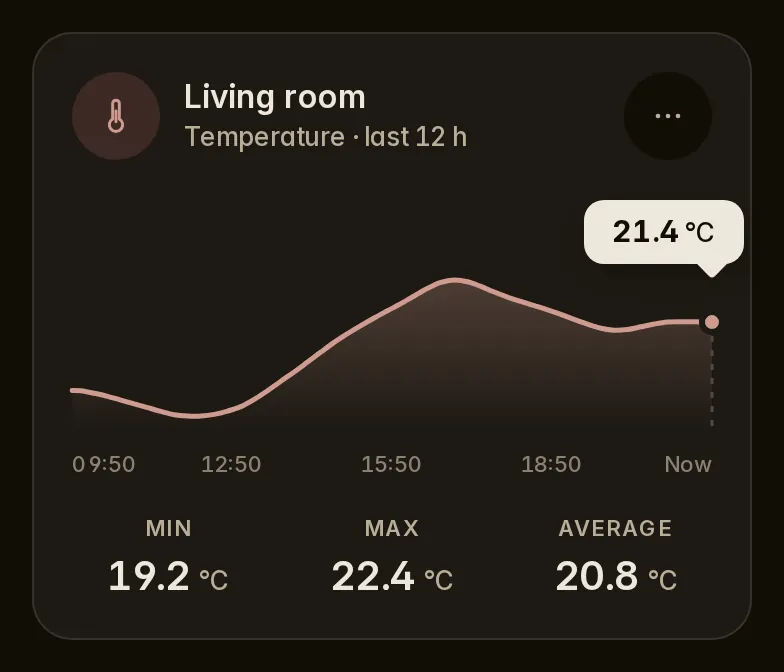 Living room
Temperature · last 12 h
21.4 °C
09:50 12:50 15:50 18:50 Now
MIN MAX AVERAGE
19.2 °C 22.4 °C 20.8 °C